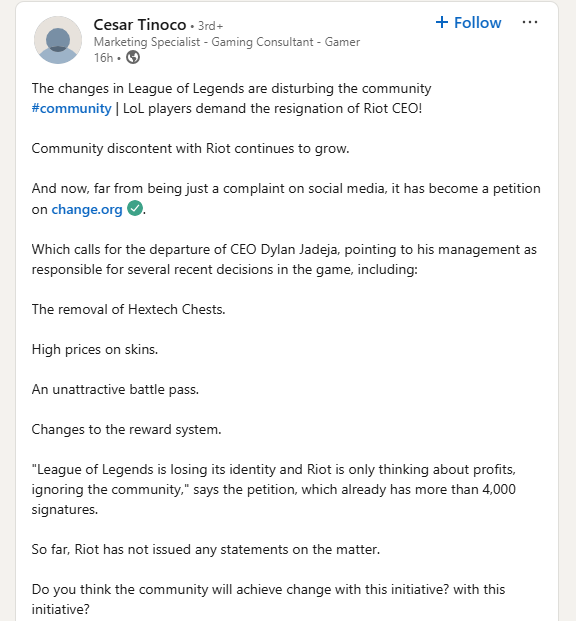 Cesar Tinoco • 3rd+
+ Follow ...
Marketing Specialist - Gaming Consultant - Gamer
16h •
The changes in League of Legends are disturbing the community
#community | LoL players demand the resignation of Riot CEO!
Community discontent with Riot continues to grow.
And now, far from being just a complaint on social media, it has become a petition
on change.org ✅.
Which calls for the departure of CEO Dylan Jadeja, pointing to his management as
responsible for several recent decisions in the game, including:
The removal of Hextech Chests.
High prices on skins.
An unattractive battle pass.
Changes to the reward system.
"League of Legends is losing its identity and Riot is only thinking about profits,
ignoring the community," says the petition, which already has more than 4,000
signatures.
So far, Riot has not issued any statements on the matter.
Do you think the community will achieve change with this initiative? with this
initiative?